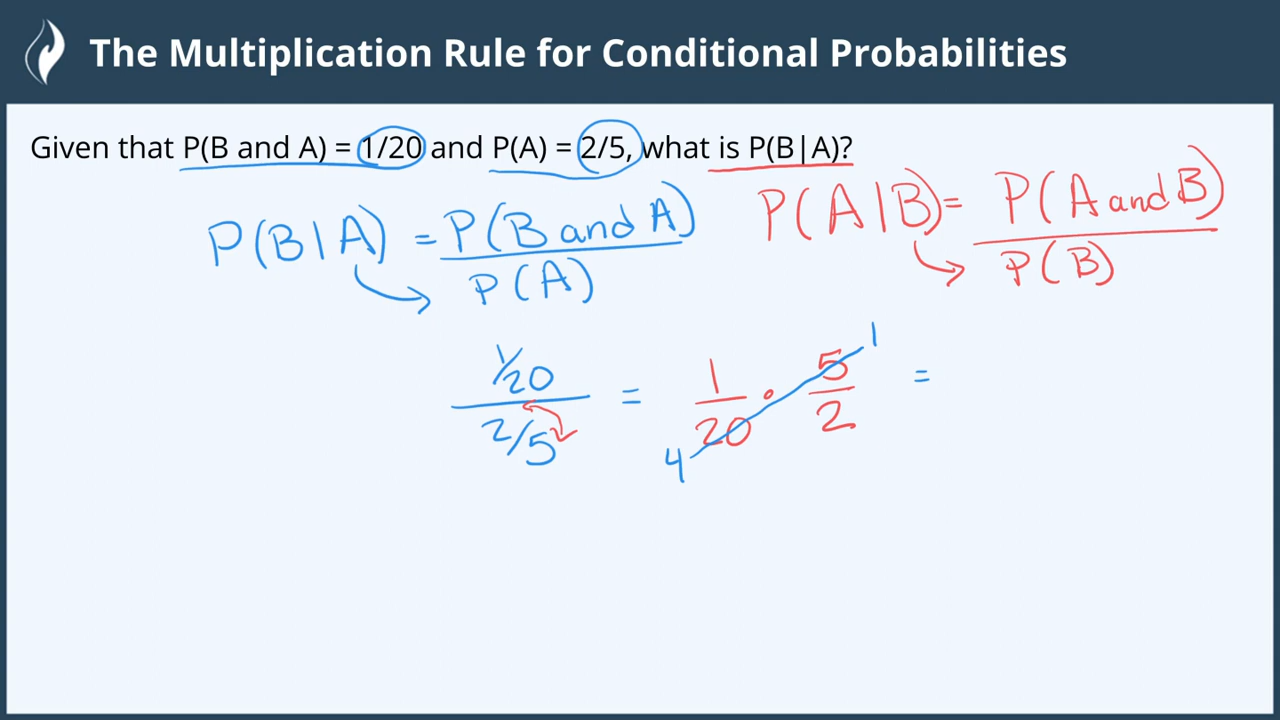 The Multiplication Rule for Conditional Probabilities
Given that P(B and A) = 1/20 and P(A) = 2/5, what is P(B|A)?
P(B|A) = P(B and A) / P(A)
P(A|B) = P(A and B) / P(B)
1/20 / 2/5 = 1/20 · 5/2 =
1
4